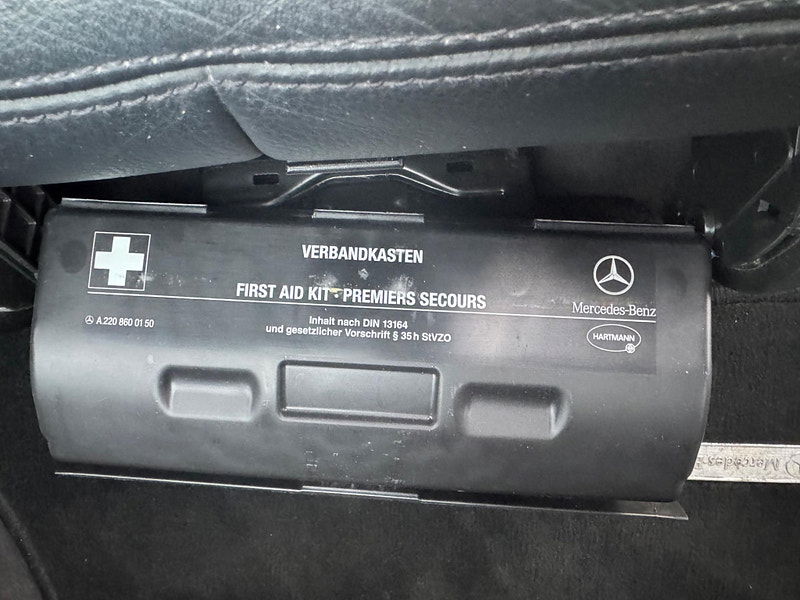 VERBANDKASTEN
FIRST AID KIT · PREMIERS SECOURS
Mercedes-Benz
A 220 860 01 50
Inhalt nach DIN 13164
und gesetzlicher Vorschrift § 35 h StVZO
HARTMANN
Mercedes